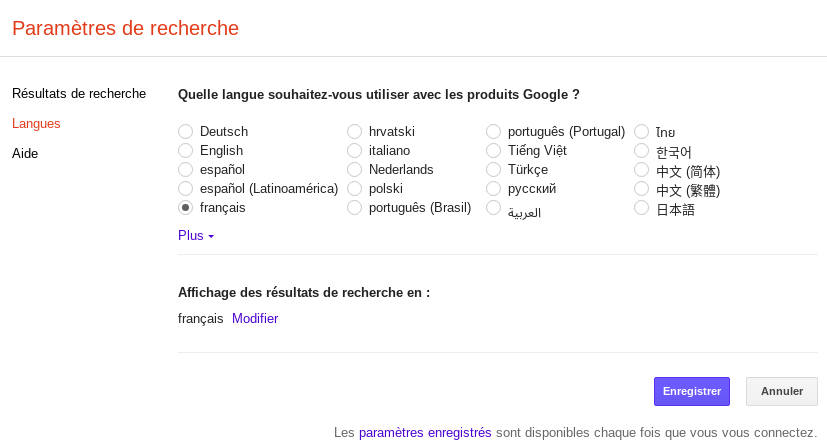 Paramètres de recherche
Résultats de recherche
Langues
Aide
Quelle langue souhaitez-vous utiliser avec les produits Google ?
Deutsch
English
español
español (Latinoamérica)
français
hrvatski
italiano
Nederlands
polski
português (Brasil)
português (Portugal)
Tiếng Việt
Türkçe
русский
العربية
ไทย
한국어
中文 (简体)
中文 (繁體)
日本語
Plus
Affichage des résultats de recherche en :
français Modifier
Enregistrer Annuler
Les paramètres enregistrés sont disponibles chaque fois que vous vous connectez.